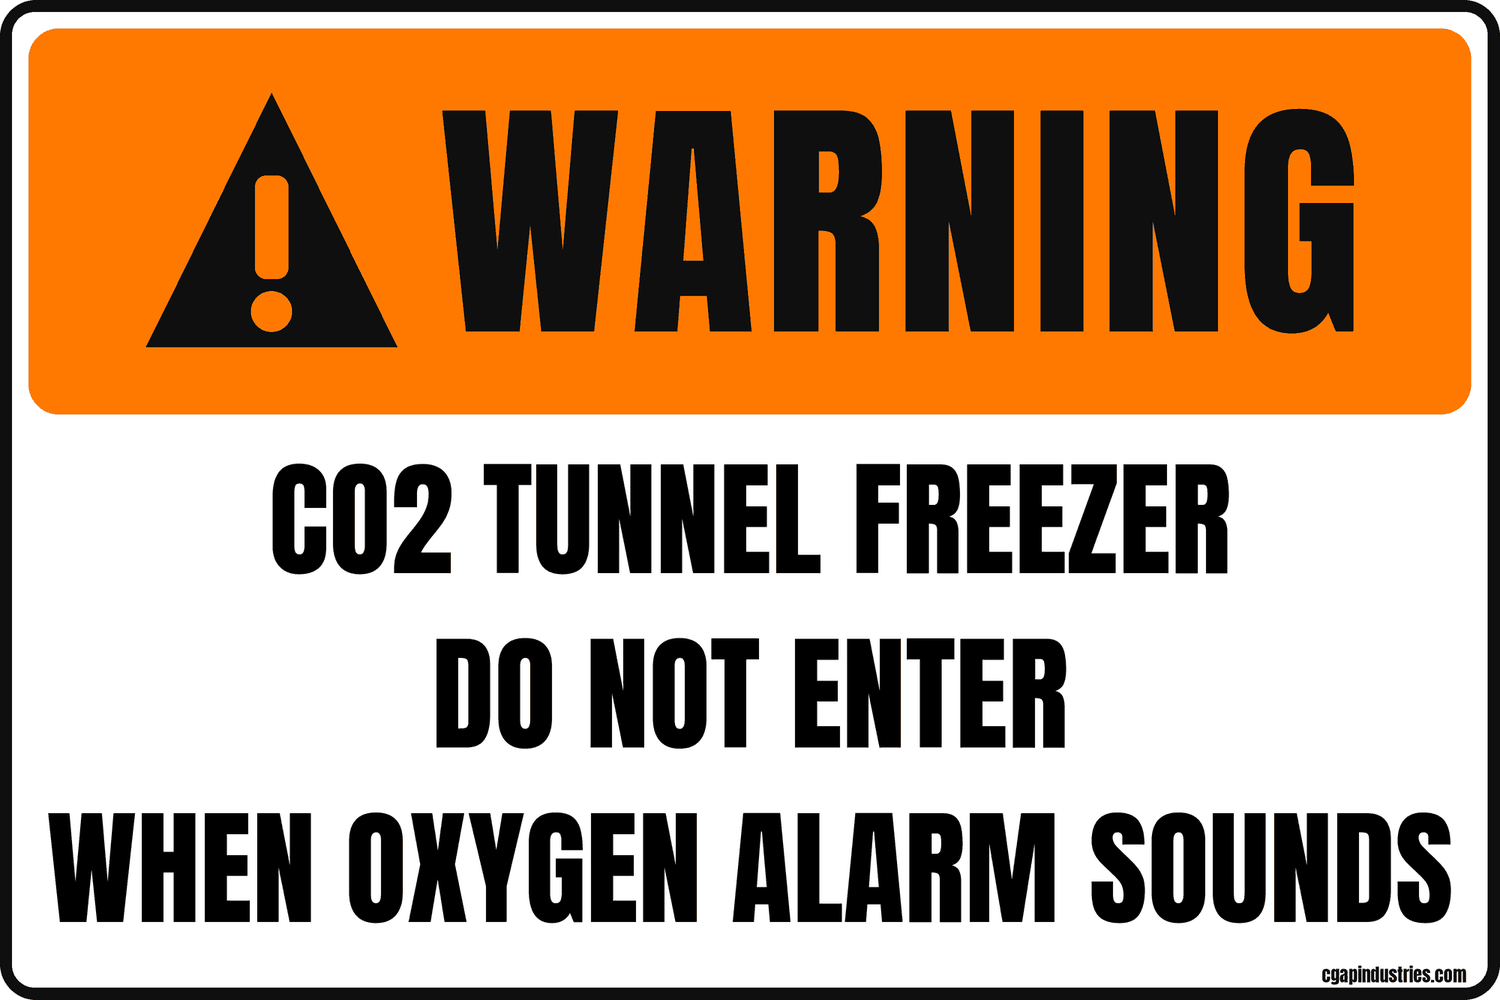 WARNING
CO2 TUNNEL FREEZER
DO NOT ENTER
WHEN OXYGEN ALARM SOUNDS
cgapindustries.com